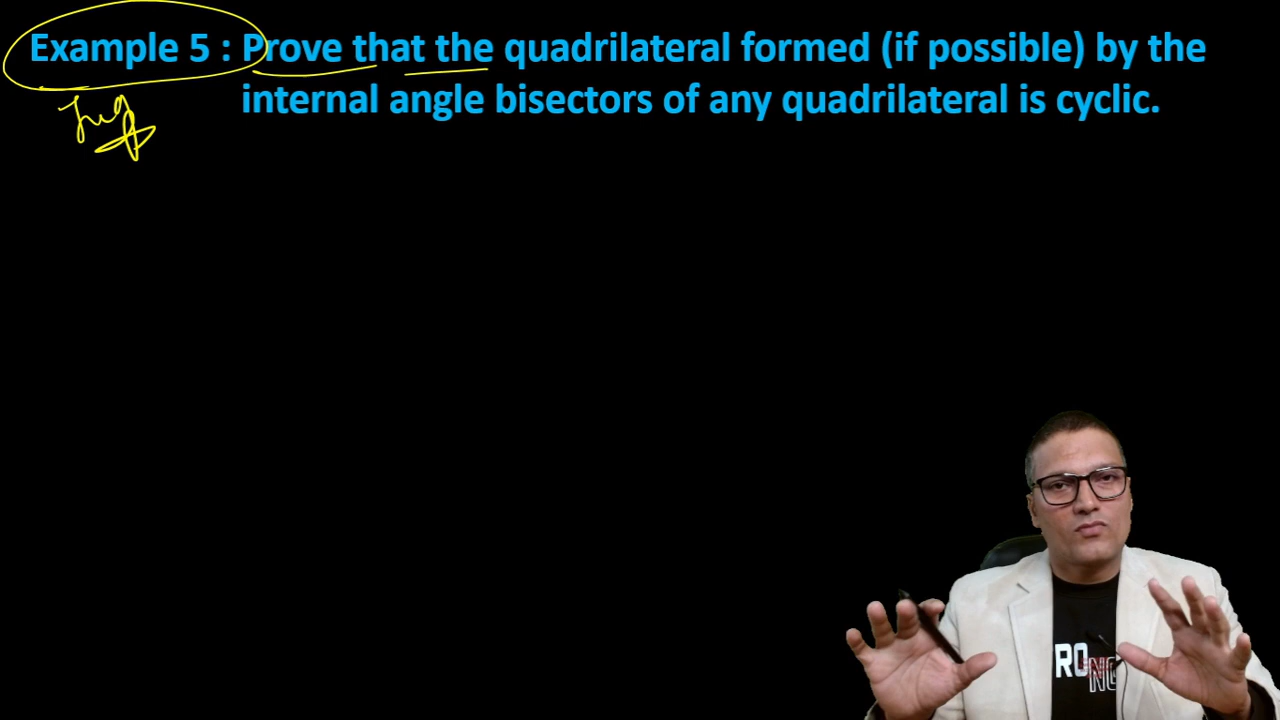 Example 5 : Prove that the quadrilateral formed (if possible) by the
internal angle bisectors of any quadrilateral is cyclic.